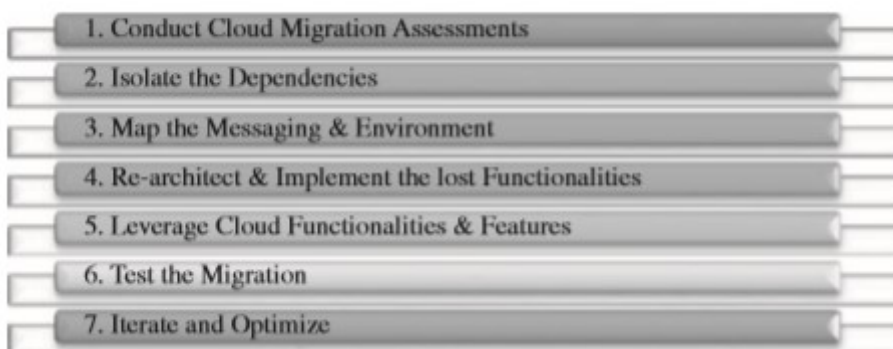 1. Conduct Cloud Migration Assessments
2. Isolate the Dependencies
3. Map the Messaging & Environment
4. Re-architect & Implement the lost Functionalities
5. Leverage Cloud Functionalities & Features
6. Test the Migration
7. Iterate and Optimize